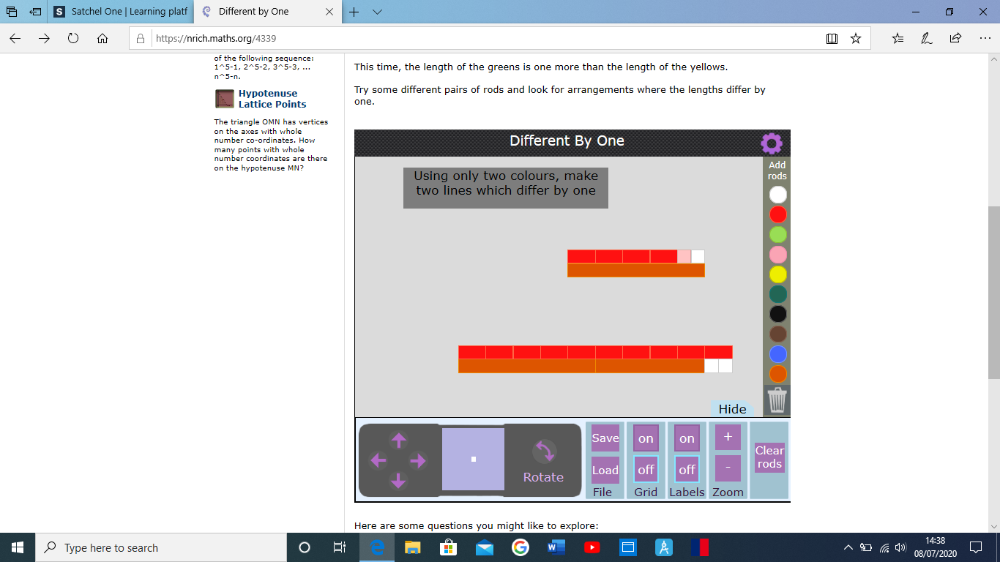 Satchel One | Learning platf
Different by One
https://nrich.maths.org/4339
of the following sequence:
1^5-1, 2^5-2, 3^5-3, ...
n^5-n.
Hypotenuse
Lattice Points
The triangle OMN has vertices
on the axes with whole
number co-ordinates. How
many points with whole
number coordinates are there
on the hypotenuse MN?
This time, the length of the greens is one more than the length of the yellows.
Try some different pairs of rods and look for arrangements where the lengths differ by
one.
Different By One
Using only two colours, make
two lines which differ by one
Add
rods
Hide
Rotate
Save
Load
File
on
off
Grid
on
off
Labels
+
-
Zoom
Clear
rods
Here are some questions you might like to explore:
Type here to search
14:38
08/07/2020